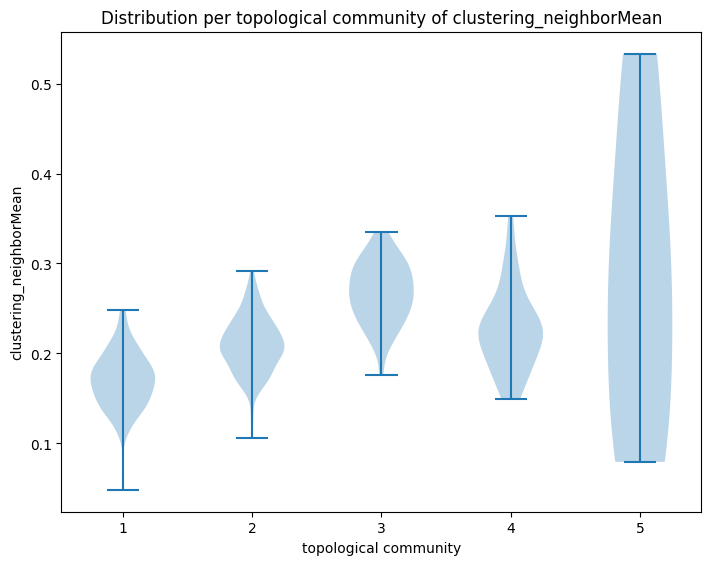 Distribution per topological community of clustering_neighborMean
clustering_neighborMean
0.5
0.4
0.3
0.2
0.1
1 2 3 4 5
topological community